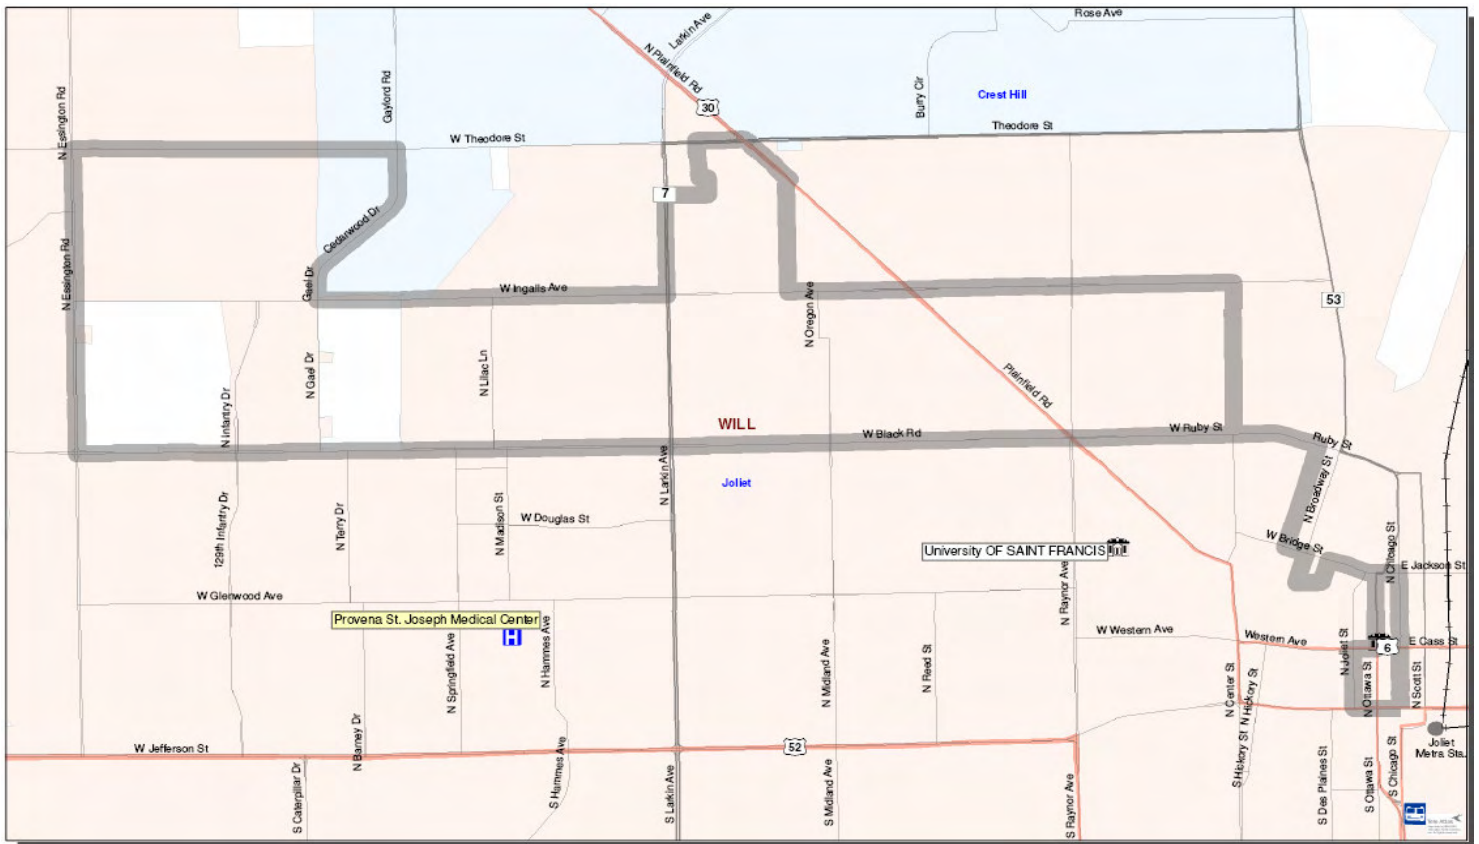 Rose Ave
Larkin Ave
N Plainfield Rd
30
Crest Hill
Burry Cir
Gaylord Rd
N Essington Rd
W Theodore St
Theodore St
7
Cedarwood Dr
N Essington Rd
Gael Dr
W Ingalls Ave
N Oregon Ave
53
N Infantry Dr
N Gael Dr
N Lilac Ln
Plainfield Rd
WILL
W Black Rd
W Ruby St
Ruby St
N Larkin Ave
Joliet
N Broadway St
129th Infantry Dr
N Terry Dr
N Madison St
W Douglas St
W Bridge St
N Chicago St
University OF SAINT FRANCIS
E Jackson St
W Glenwood Ave
N Raynor Ave
Provena St. Joseph Medical Center
H
W Western Ave
Western Ave
6
E Cass St
N Springfield Ave
N Hammes Ave
N Midland Ave
N Reed St
N Center St
N Hickory St
N Joliet St
N Ottawa St
N Scott St
W Jefferson St
N Barney Dr
52
Joliet
Metra Sta.
S Caterpillar Dr
S Hammes Ave
S Larkin Ave
S Midland Ave
S Raynor Ave
S Hickory St
S Des Plaines St
S Ottawa St
S Chicago St